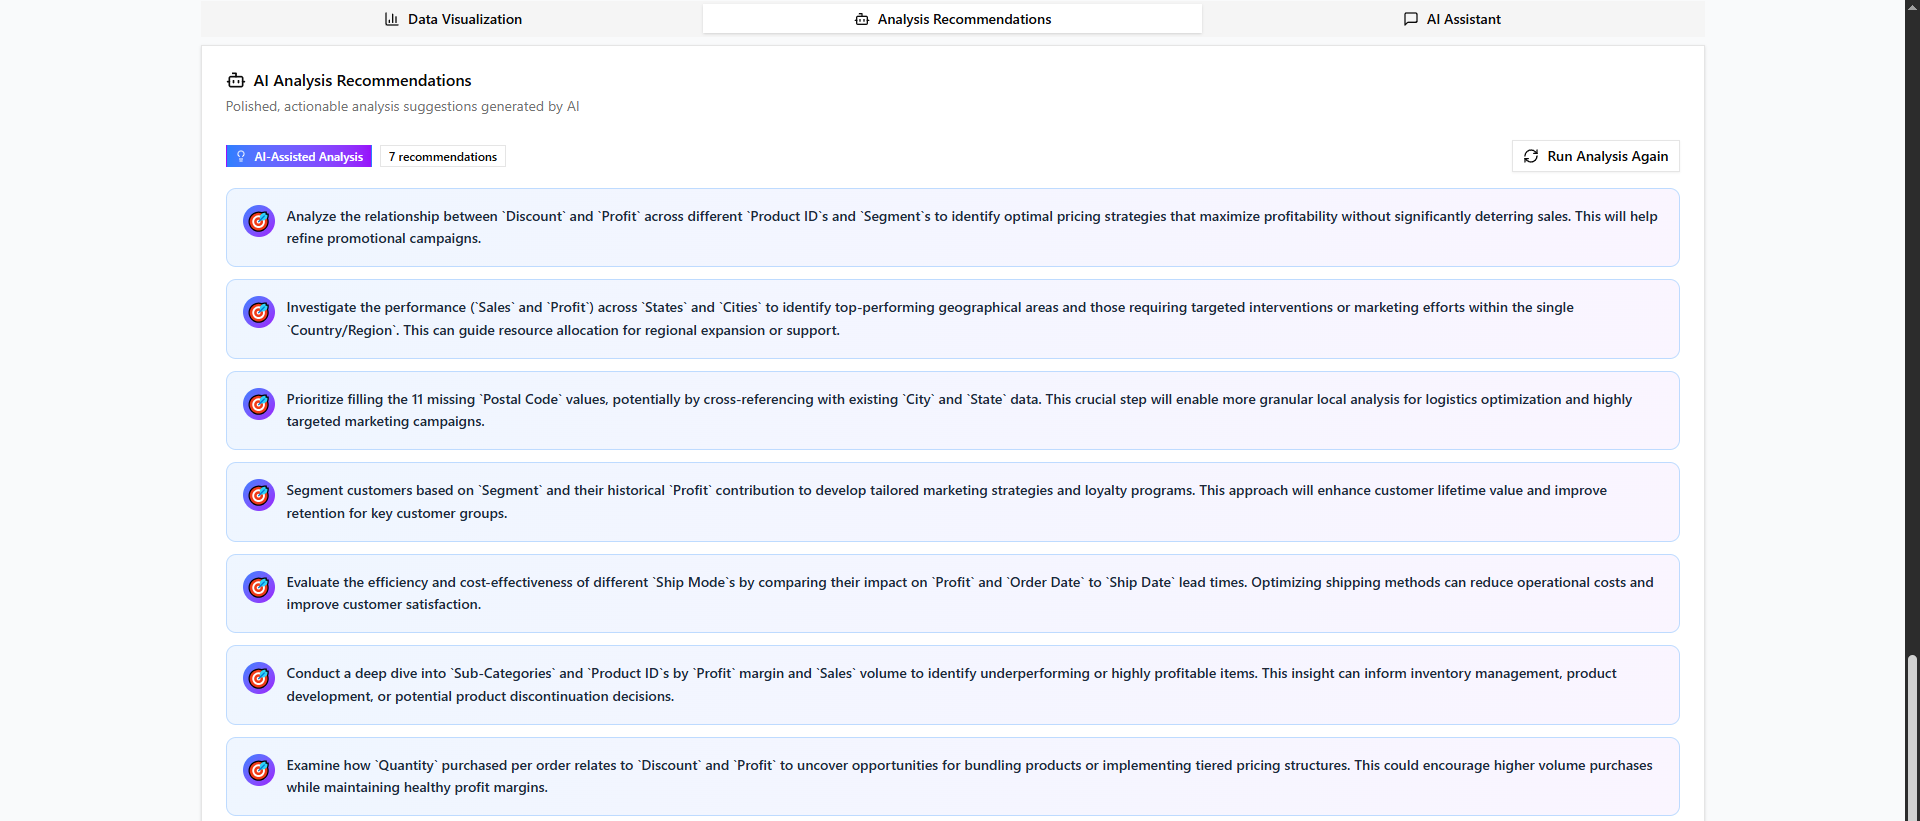 Data Visualization
Analysis Recommendations
AI Assistant
AI Analysis Recommendations
Polished, actionable analysis suggestions generated by AI
AI-Assisted Analysis
7 recommendations
Run Analysis Again
Analyze the relationship between `Discount` and `Profit` across different `Product ID`s and `Segment`s to identify optimal pricing strategies that maximize profitability without significantly deterring sales. This will help
refine promotional campaigns.
Investigate the performance (`Sales` and `Profit`) across `States` and `Cities` to identify top-performing geographical areas and those requiring targeted interventions or marketing efforts within the single
`Country/Region`. This can guide resource allocation for regional expansion or support.
Prioritize filling the 11 missing `Postal Code` values, potentially by cross-referencing with existing `City` and `State` data. This crucial step will enable more granular local analysis for logistics optimization and highly
targeted marketing campaigns.
Segment customers based on `Segment` and their historical `Profit` contribution to develop tailored marketing strategies and loyalty programs. This approach will enhance customer lifetime value and improve
retention for key customer groups.
Evaluate the efficiency and cost-effectiveness of different `Ship Mode`s by comparing their impact on `Profit` and `Order Date` to `Ship Date` lead times. Optimizing shipping methods can reduce operational costs and
improve customer satisfaction.
Conduct a deep dive into `Sub-Categories` and `Product ID`s by `Profit` margin and `Sales` volume to identify underperforming or highly profitable items. This insight can inform inventory management, product
development, or potential product discontinuation decisions.
Examine how `Quantity` purchased per order relates to `Discount` and `Profit` to uncover opportunities for bundling products or implementing tiered pricing structures. This could encourage higher volume purchases
while maintaining healthy profit margins.